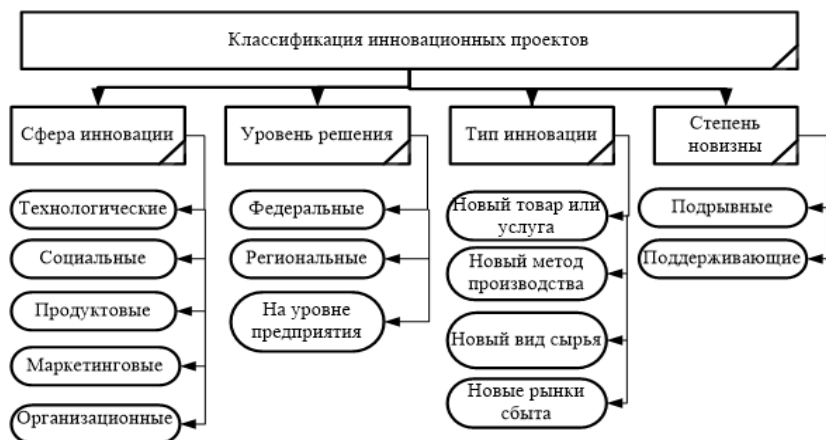 Классификация инновационных проектов
Сфера инновации
Технологические
Социальные
Продуктовые
Маркетинговые
Организационные
Уровень решения
Федеральные
Региональные
На уровне
предприятия
Тип инновации
Новый товар или
услуга
Новый метод
производства
Новый вид сырья
Новые рынки
сбыта
Степень
новизны
Подрывные
Поддерживающие